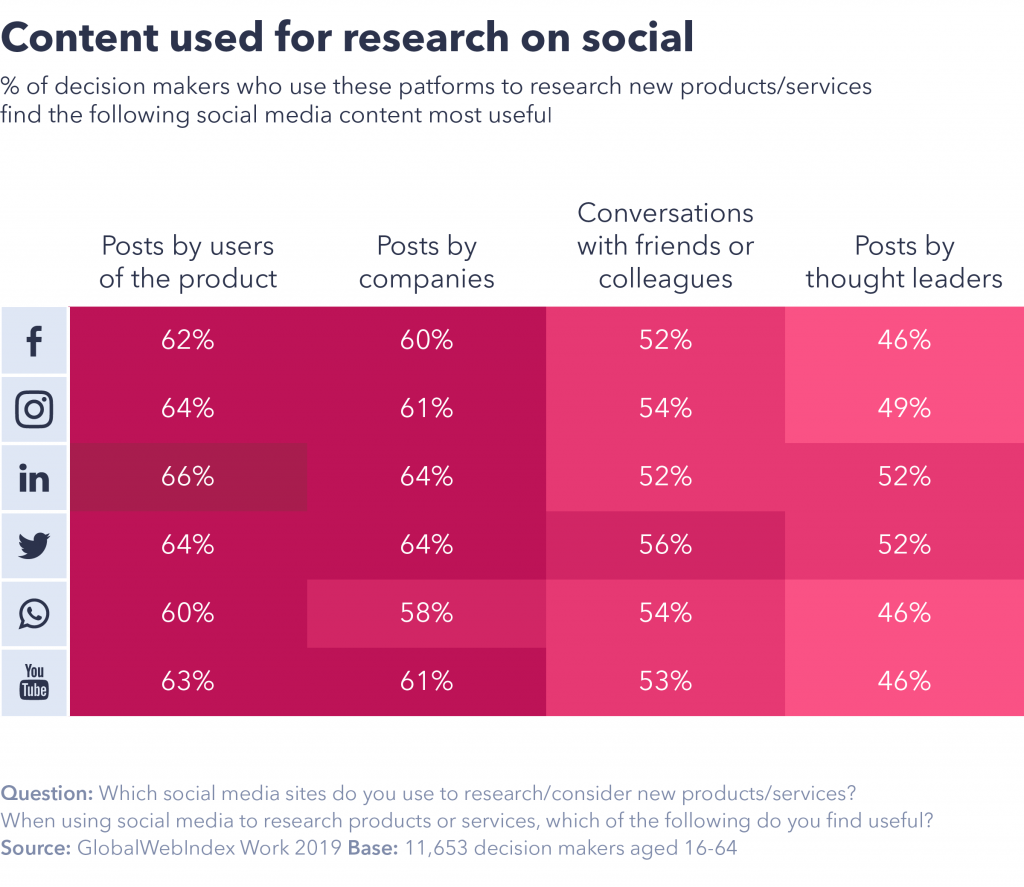 Content used for research on social
% of decision makers who use these patforms to research new products/services
find the following social media content most useful
Posts by users
of the product
Posts by
companies
Conversations
with friends or
colleagues
Posts by
thought leaders
f 62% 60% 52% 46%
64% 61% 54% 49%
in 66% 64% 52% 52%
64% 64% 56% 52%
60% 58% 54% 46%
You
Tube 63% 61% 53% 46%
Question: Which social media sites do you use to research/consider new products/services?
When using social media to research products or services, which of the following do you find useful?
Source: GlobalWebIndex Work 2019 Base: 11,653 decision makers aged 16-64